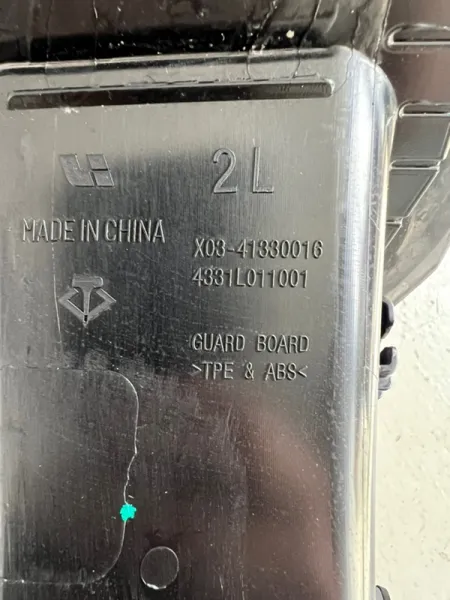 2L
MADE IN CHINA
X03-41330016
4331L011001
GUARD BOARD
>TPE & ABS<